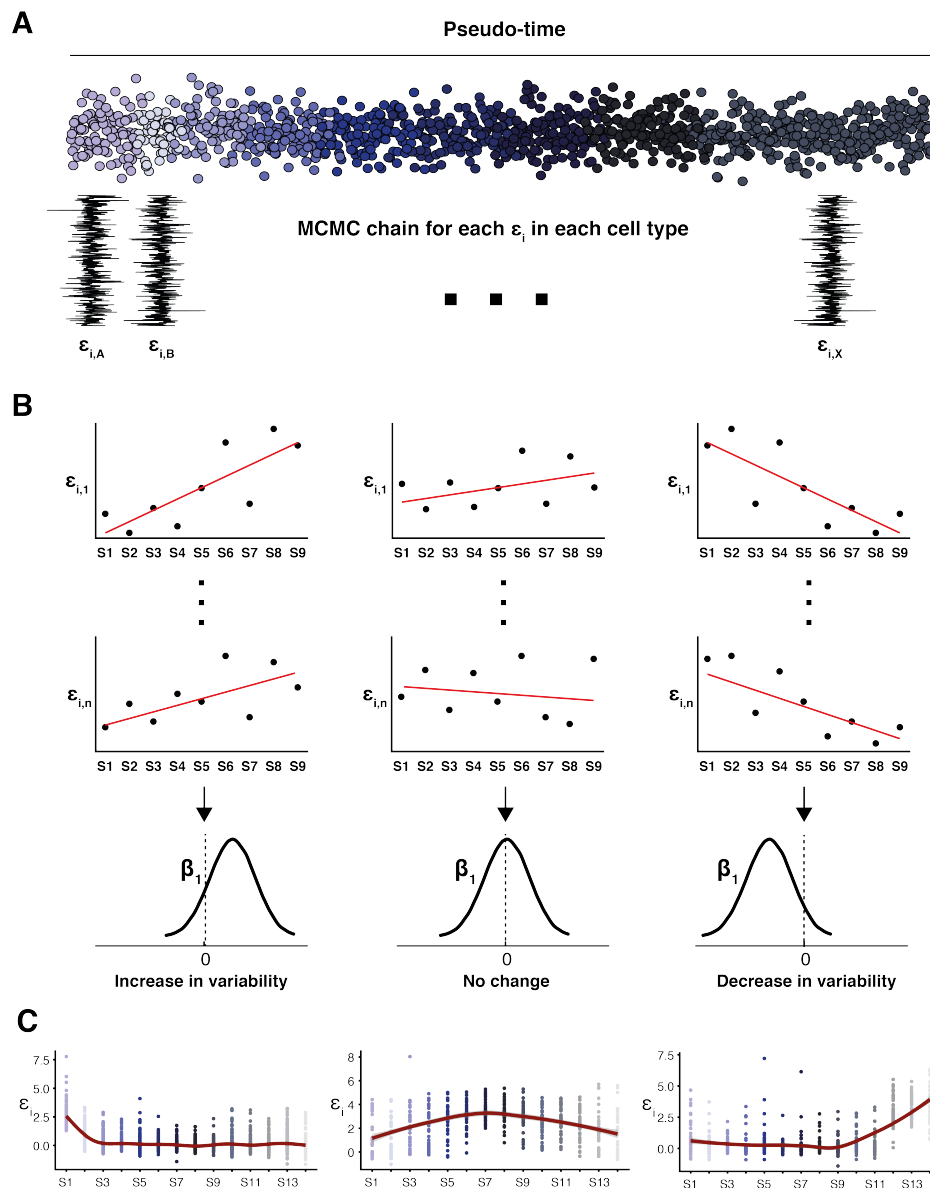 A
Pseudo-time
MCMC chain for each εi in each cell type
εi,A εi,B εi,X
B
εi,1 εi,1 εi,1
S1 S2 S3 S4 S5 S6 S7 S8 S9 S1 S2 S3 S4 S5 S6 S7 S8 S9 S1 S2 S3 S4 S5 S6 S7 S8 S9
εi,n εi,n εi,n
S1 S2 S3 S4 S5 S6 S7 S8 S9 S1 S2 S3 S4 S5 S6 S7 S8 S9 S1 S2 S3 S4 S5 S6 S7 S8 S9
β1 β1 β1
0 0 0
Increase in variability No change Decrease in variability
C
7.5 8 7.5
5.0 6 5.0
εi 4 εi
2.5 εi 2 2.5
0.0 0 0.0
S1 S3 S5 S7 S9 S11 S13 S1 S3 S5 S7 S9 S11 S13 S1 S3 S5 S7 S9 S11 S13